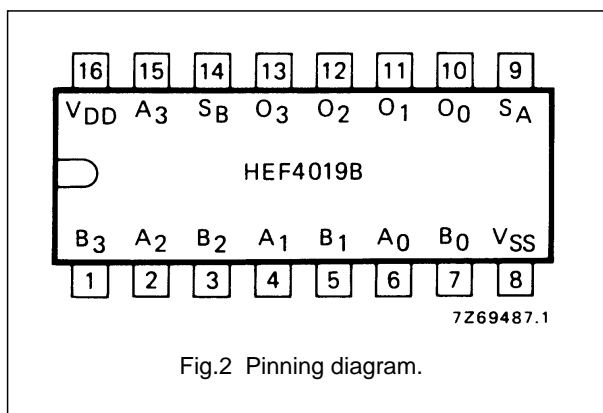 16 15 14 13 12 11 10 9
VDD A3 SB O3 O2 O1 O0 SA
HEF4019B
B3 A2 B2 A1 B1 A0 B0 VSS
1 2 3 4 5 6 7 8
7Z69487.1
Fig.2 Pinning diagram.